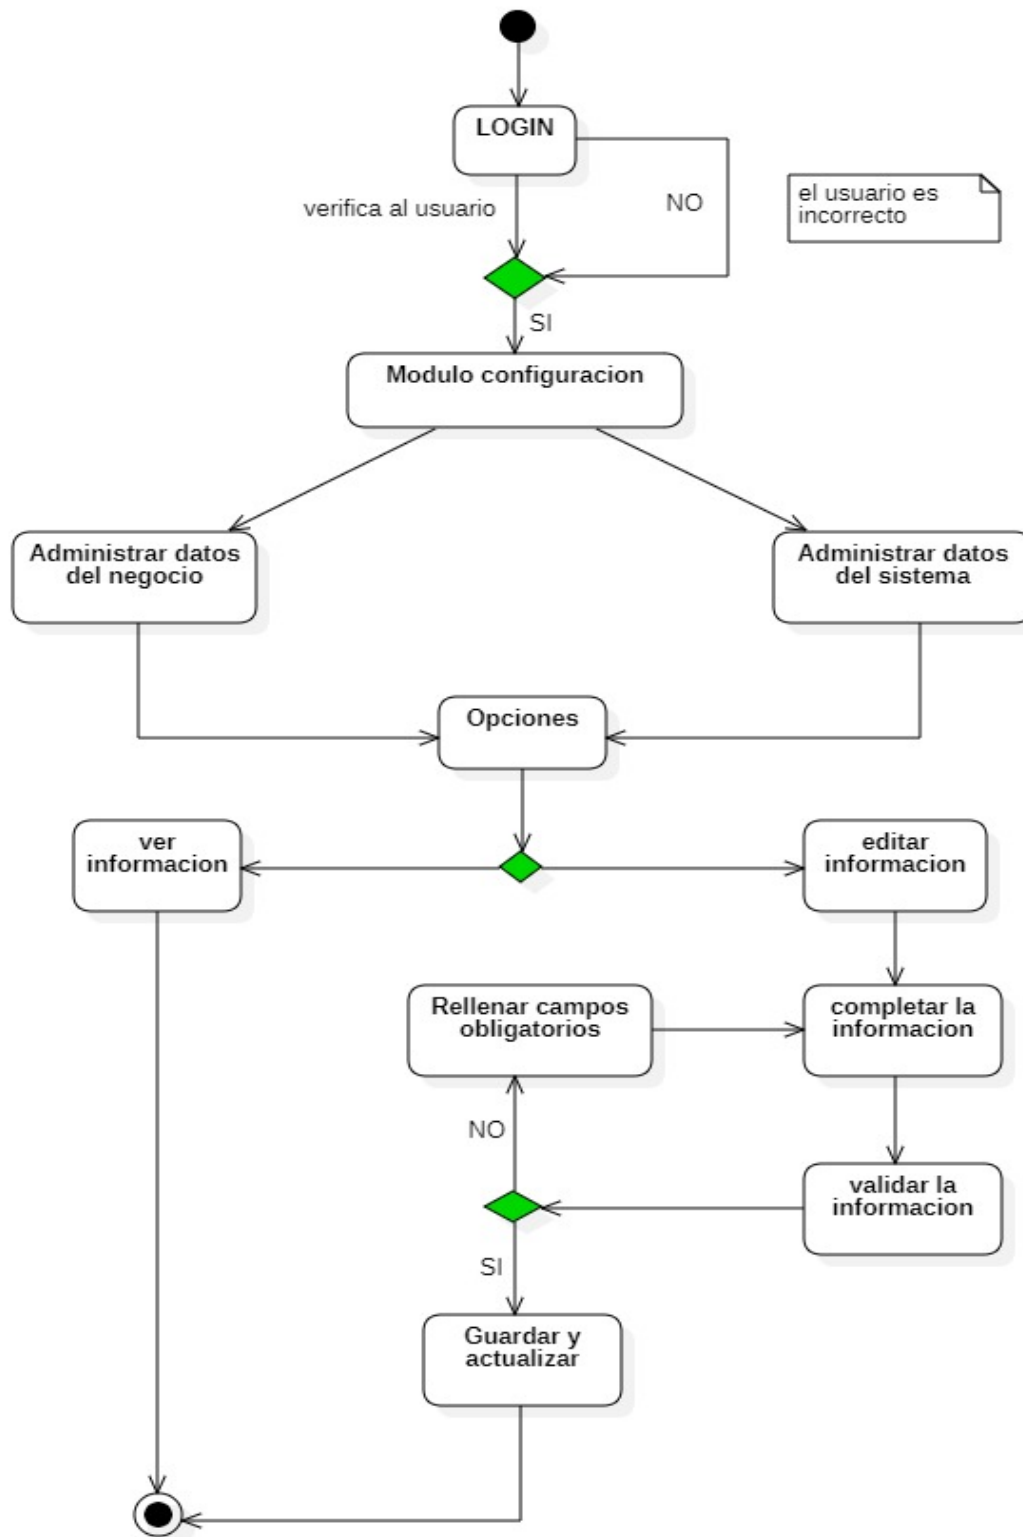 LOGIN
verifica al usuario
NO
el usuario es
incorrecto
SI
Modulo configuracion
Administrar datos
del negocio
Administrar datos
del sistema
Opciones
ver
informacion
editar
informacion
Rellenar campos
obligatorios
completar la
informacion
NO
validar la
informacion
SI
Guardar y
actualizar